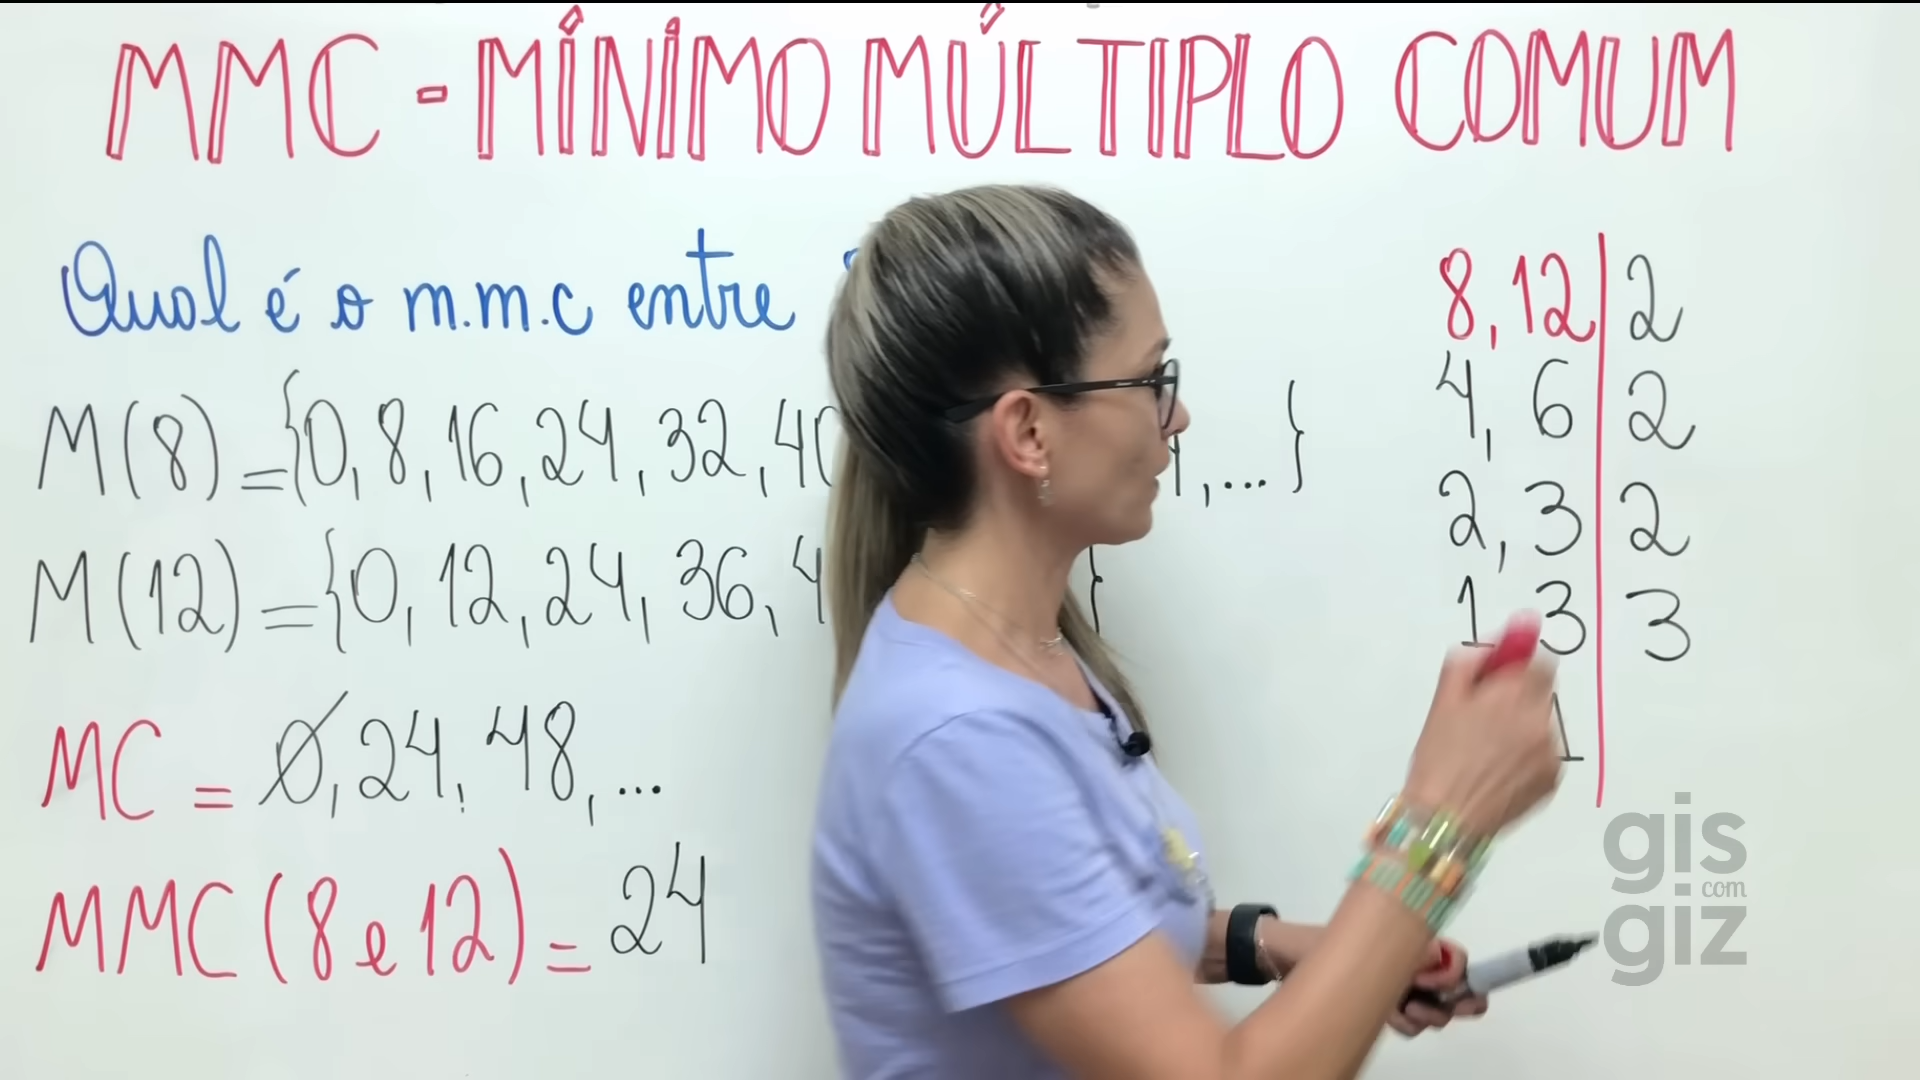 MMC - MÍNIMO MÚLTIPLO COMUM
Qual é o m.m.c entre
M(8) = {0, 8, 16, 24, 32, 40 ,... }
M(12) = {0, 12, 24, 36, 4 }
MC = 0, 24, 48, ...
MMC (8 e 12) = 24
8, 12 | 2
4, 6 | 2
2, 3 | 2
1, 3 | 3
1
gis
com
giz